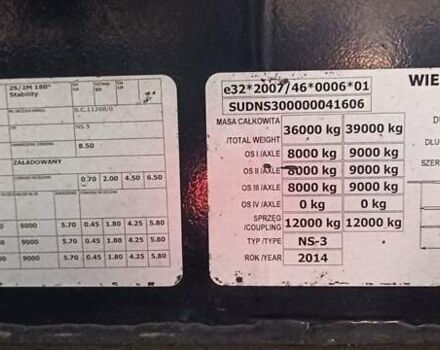 2S/2M 180°
Stability
NS-3
8.50
ZAŁADOWANY
0.70 2.00 4.50 6.50
9000 5.70 0.45 1.80 4.25 5.80
9000 5.70 0.45 1.80 4.25 5.80
9000 5.70 0.45 1.80 4.25 5.80
e32*2007/46*0006*01
SUDNS300000041606
MASA CAŁKOWITA
/TOTAL WEIGHT 36000 kg 39000 kg
OS I /AXLE 8000 kg 9000 kg
OS II /AXLE 8000 kg 9000 kg
OS III /AXLE 8000 kg 9000 kg
OS IV /AXLE 0 kg 0 kg
SPRZĘG
/COUPLING 12000 kg 12000 kg
TYP /TYPE NS-3
ROK /YEAR 2014
WIE
DŁU
SZER